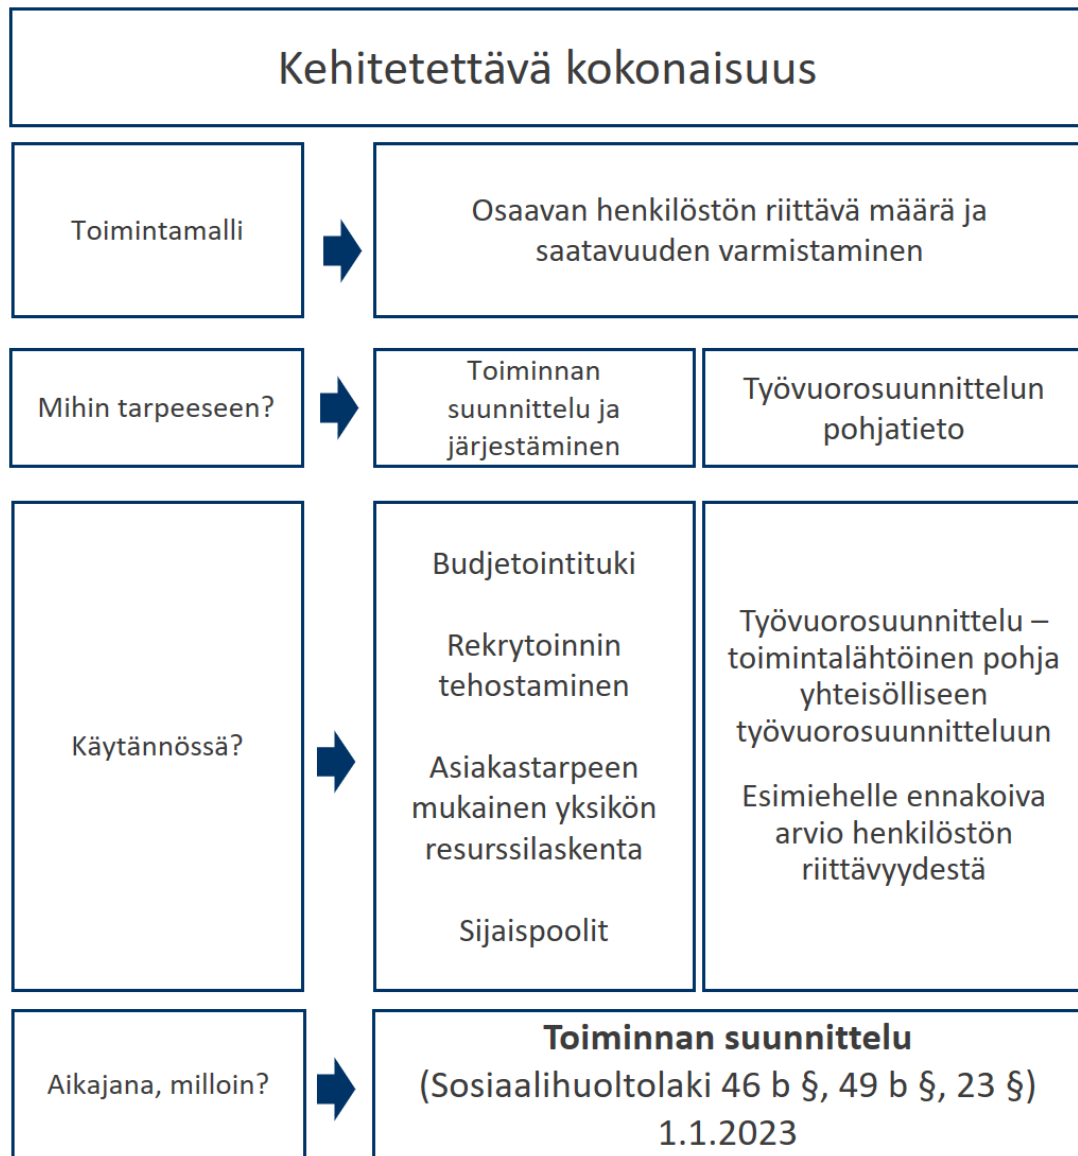 Kehitetettävä kokonaisuus
Toimintamalli
Osaavan henkilöstön riittävä määrä ja
saatavuuden varmistaminen
Mihin tarpeeseen?
Toiminnan
suunnittelu ja
järjestäminen
Työvuorosuunnittelun
pohjatieto
Käytännössä?
Budjetointituki
Rekrytoinnin
tehostaminen
Asiakastarpeen
mukainen yksikön
resurssilaskenta
Sijaispoolit
Työvuorosuunnittelu –
toimintalähtöinen pohja
yhteisölliseen
työvuorosuunnitteluun
Esimiehelle ennakoiva
arvio henkilöstön
riittävyydestä
Aikajana, milloin?
Toiminnan suunnittelu
(Sosiaalihuoltolaki 46 b §, 49 b §, 23 §)
1.1.2023